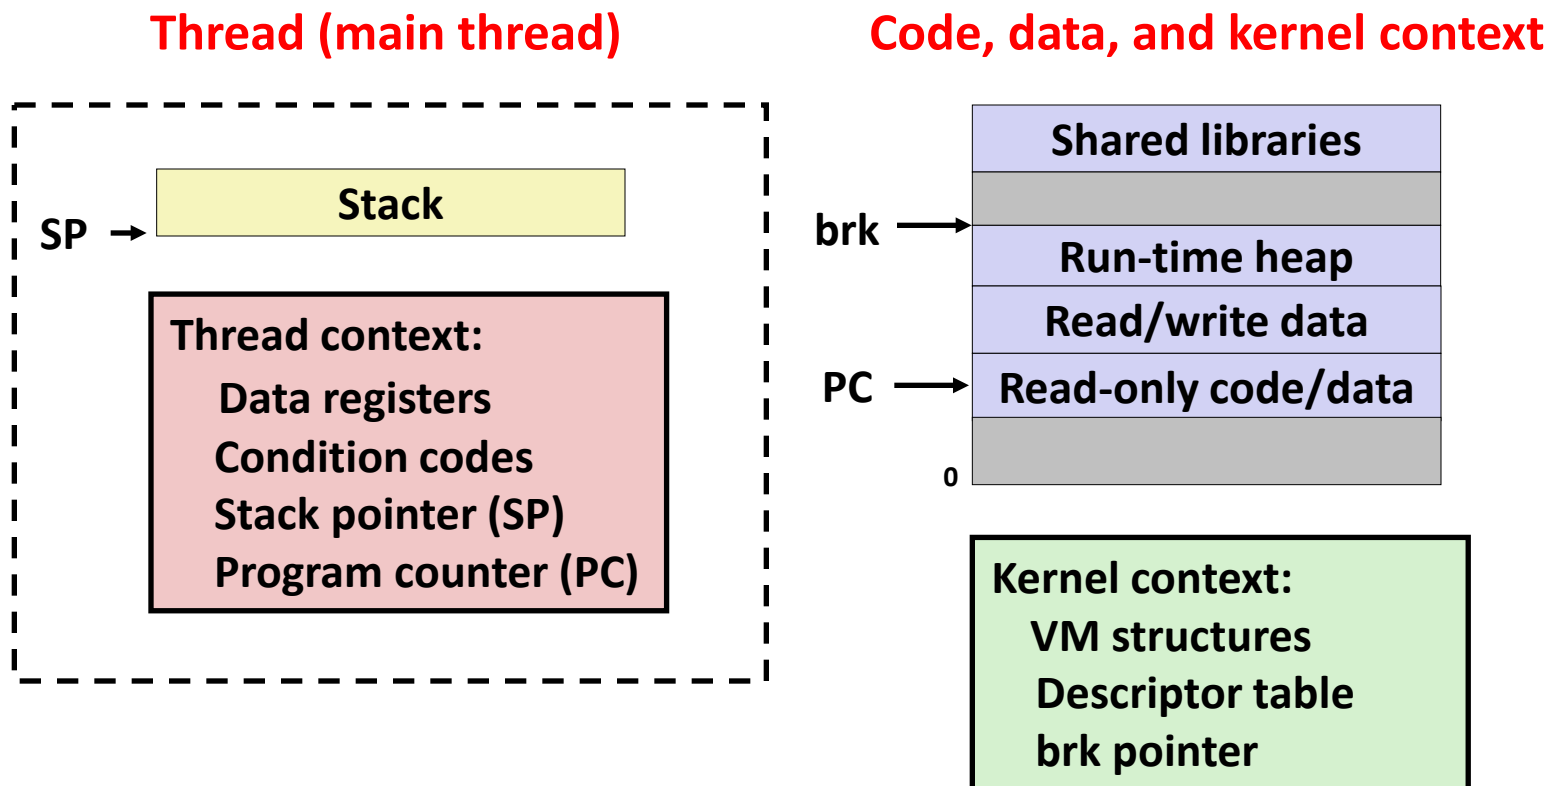 Thread (main thread)
Stack
SP
Thread context:
Data registers
Condition codes
Stack pointer (SP)
Program counter (PC)
Code, data, and kernel context
Shared libraries
brk
Run-time heap
Read/write data
PC
Read-only code/data
0
Kernel context:
VM structures
Descriptor table
brk pointer